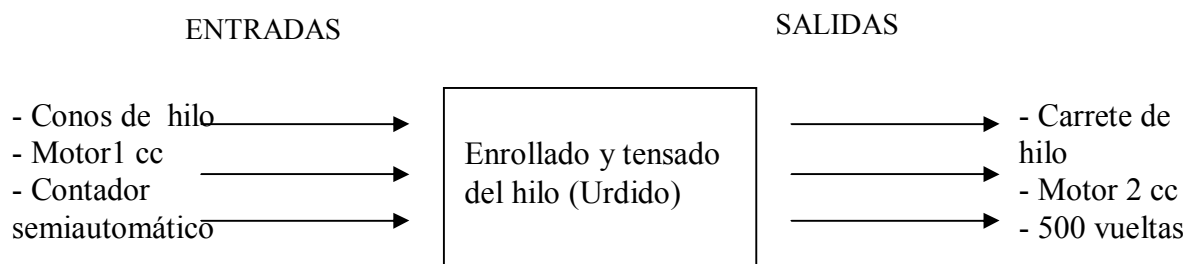 ENTRADAS
SALIDAS
- Conos de hilo
- Motor1 cc
- Contador
semiautomático
Enrollado y tensado
del hilo (Urdido)
- Carrete de
hilo
- Motor 2 cc
- 500 vueltas